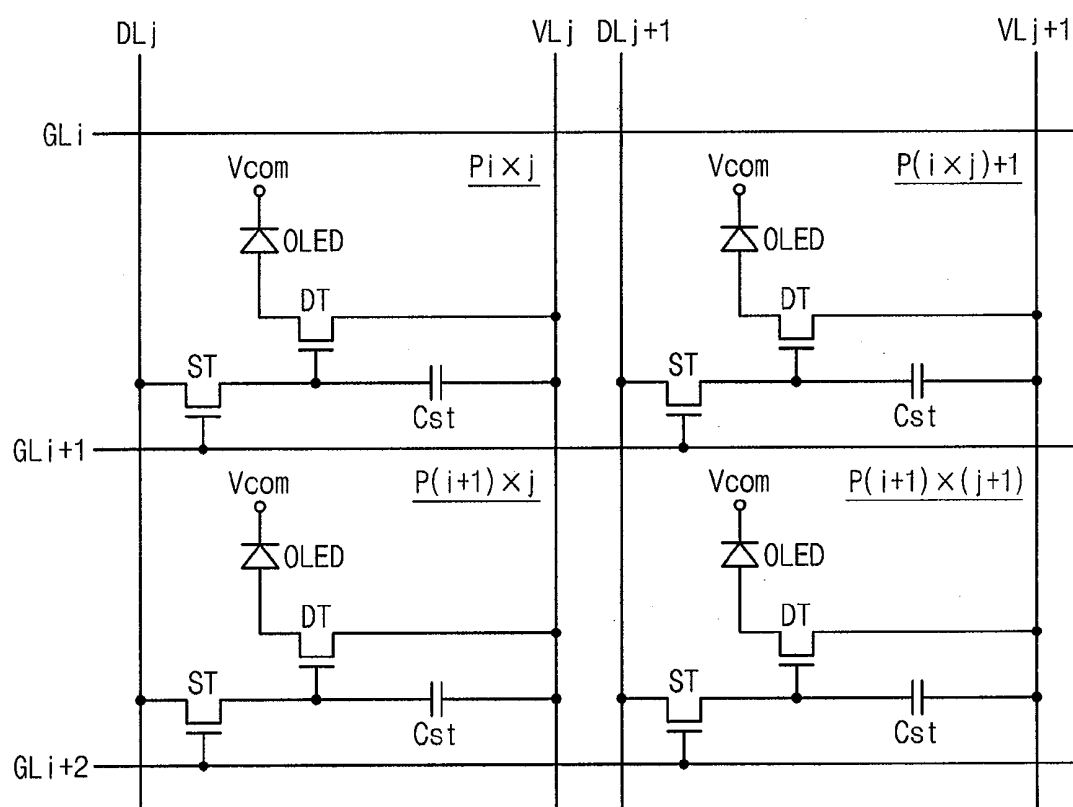 DLj VLj DLj+1 VLj+1
GLi
Vcom Pi×j Vcom P(i×j)+1
OLED OLED
DT DT
ST ST
Cst Cst
GLi+1
Vcom P(i+1)×j Vcom P(i+1)×(j+1)
OLED OLED
DT DT
ST ST
Cst Cst
GLi+2